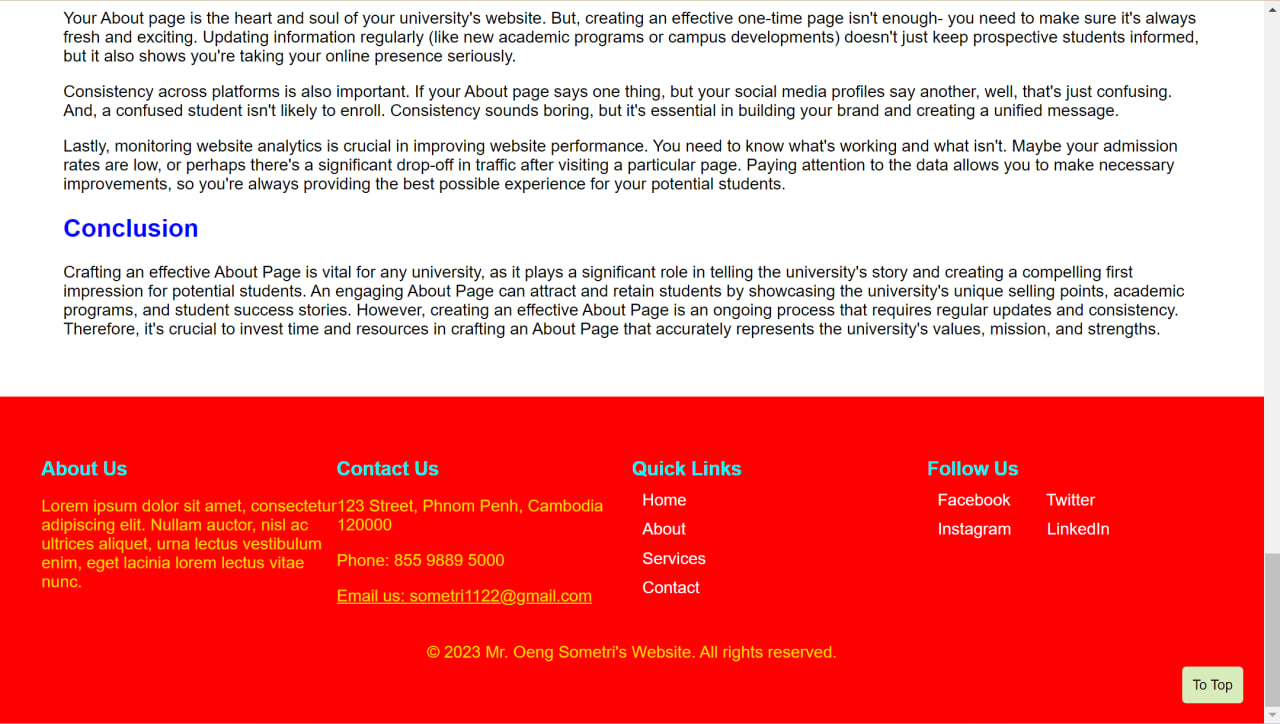 Your About page is the heart and soul of your university's website. But, creating an effective one-time page isn't enough- you need to make sure it's always
fresh and exciting. Updating information regularly (like new academic programs or campus developments) doesn't just keep prospective students informed,
but it also shows you're taking your online presence seriously.
Consistency across platforms is also important. If your About page says one thing, but your social media profiles say another, well, that's just confusing.
And, a confused student isn't likely to enroll. Consistency sounds boring, but it's essential in building your brand and creating a unified message.
Lastly, monitoring website analytics is crucial in improving website performance. You need to know what's working and what isn't. Maybe your admission
rates are low, or perhaps there's a significant drop-off in traffic after visiting a particular page. Paying attention to the data allows you to make necessary
improvements, so you're always providing the best possible experience for your potential students.
Conclusion
Crafting an effective About Page is vital for any university, as it plays a significant role in telling the university's story and creating a compelling first
impression for potential students. An engaging About Page can attract and retain students by showcasing the university's unique selling points, academic
programs, and student success stories. However, creating an effective About Page is an ongoing process that requires regular updates and consistency.
Therefore, it's crucial to invest time and resources in crafting an About Page that accurately represents the university's values, mission, and strengths.
About Us
Lorem ipsum dolor sit amet, consectetur
adipiscing elit. Nullam auctor, nisl ac
ultrices aliquet, urna lectus vestibulum
enim, eget lacinia lorem lectus vitae
nunc.
Contact Us
123 Street, Phnom Penh, Cambodia
120000
Phone: 855 9889 5000
Email us: sometri1122@gmail.com
Quick Links
Home
About
Services
Contact
Follow Us
Facebook Twitter
Instagram LinkedIn
© 2023 Mr. Oeng Sometri's Website. All rights reserved.
To Top